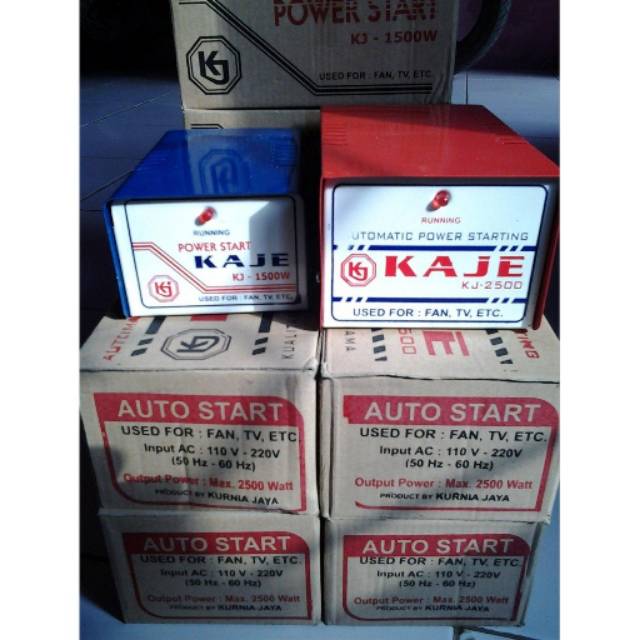 POWER START
KJ - 1500W
KJ
USED FOR : FAN, TV, ETC.
RUNNING
POWER START
KAJE
KJ - 1500W
KJ
USED FOR : FAN, TV, ETC.
RUNNING
UTOMATIC POWER STARTING
KJ
KAJE
KJ-2500
USED FOR : FAN, TV, ETC.
KJ
AUTO START
USED FOR : FAN, TV, ETC.
Input AC : 110 V - 220V
(50 Hz - 60 Hz)
Output Power : Max. 2500 Watt
PRODUCT BY KURNIA JAYA
AUTO START
USED FOR : FAN, TV, ETC.
Input AC : 110 V - 220V
(50 Hz - 60 Hz)
Output Power : Max. 2500 Watt
PRODUCT BY KURNIA JAYA
AUTO START
USED FOR : FAN, TV, ETC.
Input AC : 110 V - 220V
(50 Hz - 60 Hz)
Output Power : Max. 2500 Watt
PRODUCT BY KURNIA JAYA
AUTO START
USED FOR : FAN, TV, ETC.
Input AC : 110 V - 220V
(50 Hz - 60 Hz)
Output Power : Max. 2500 Watt
PRODUCT BY KURNIA JAYA